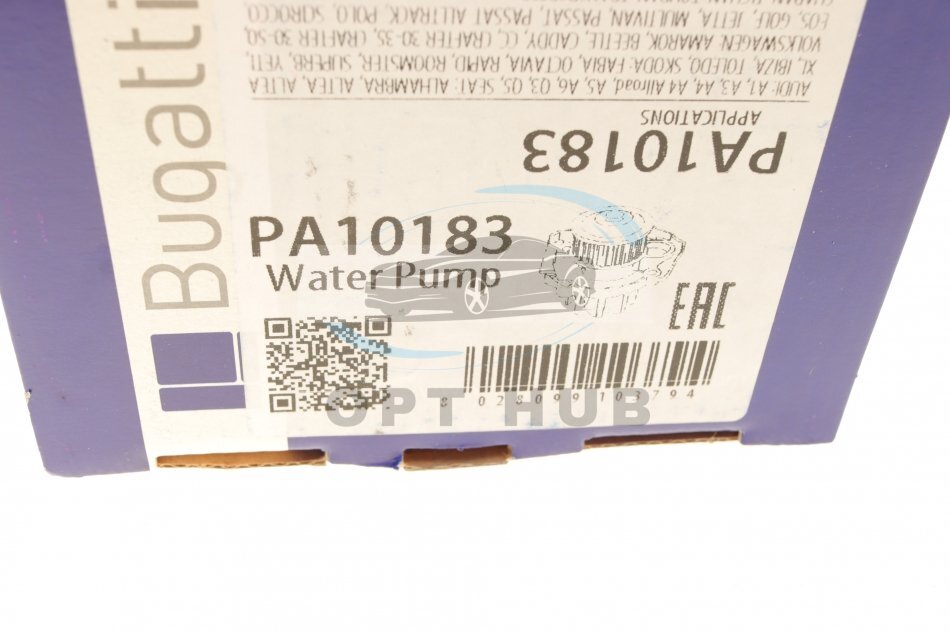 Bugatti
EOS, GOLF, JETTA, MULTIVAN, PASSAT, PASSAT ALLTRACK, POLO, SCIROCCO,
VOLKSWAGEN: AMAROK, BEETLE, CADDY, CC, CRAFTER 30-35, CRAFTER 30-50,
XL, IBIZA, TOLEDO, SKODA: FABIA, OCTAVIA, RAPID, ROOMSTER, SUPERB, YETI,
AUDI: A1, A3, A4, A4 Allroad, A5, A6, Q3, Q5, SEAT: ALHAMBRA, ALTEA, ALTEA
APPLICATIONS
PA10183
PA10183
Water Pump
EAC
8028099103794
OPT HUB